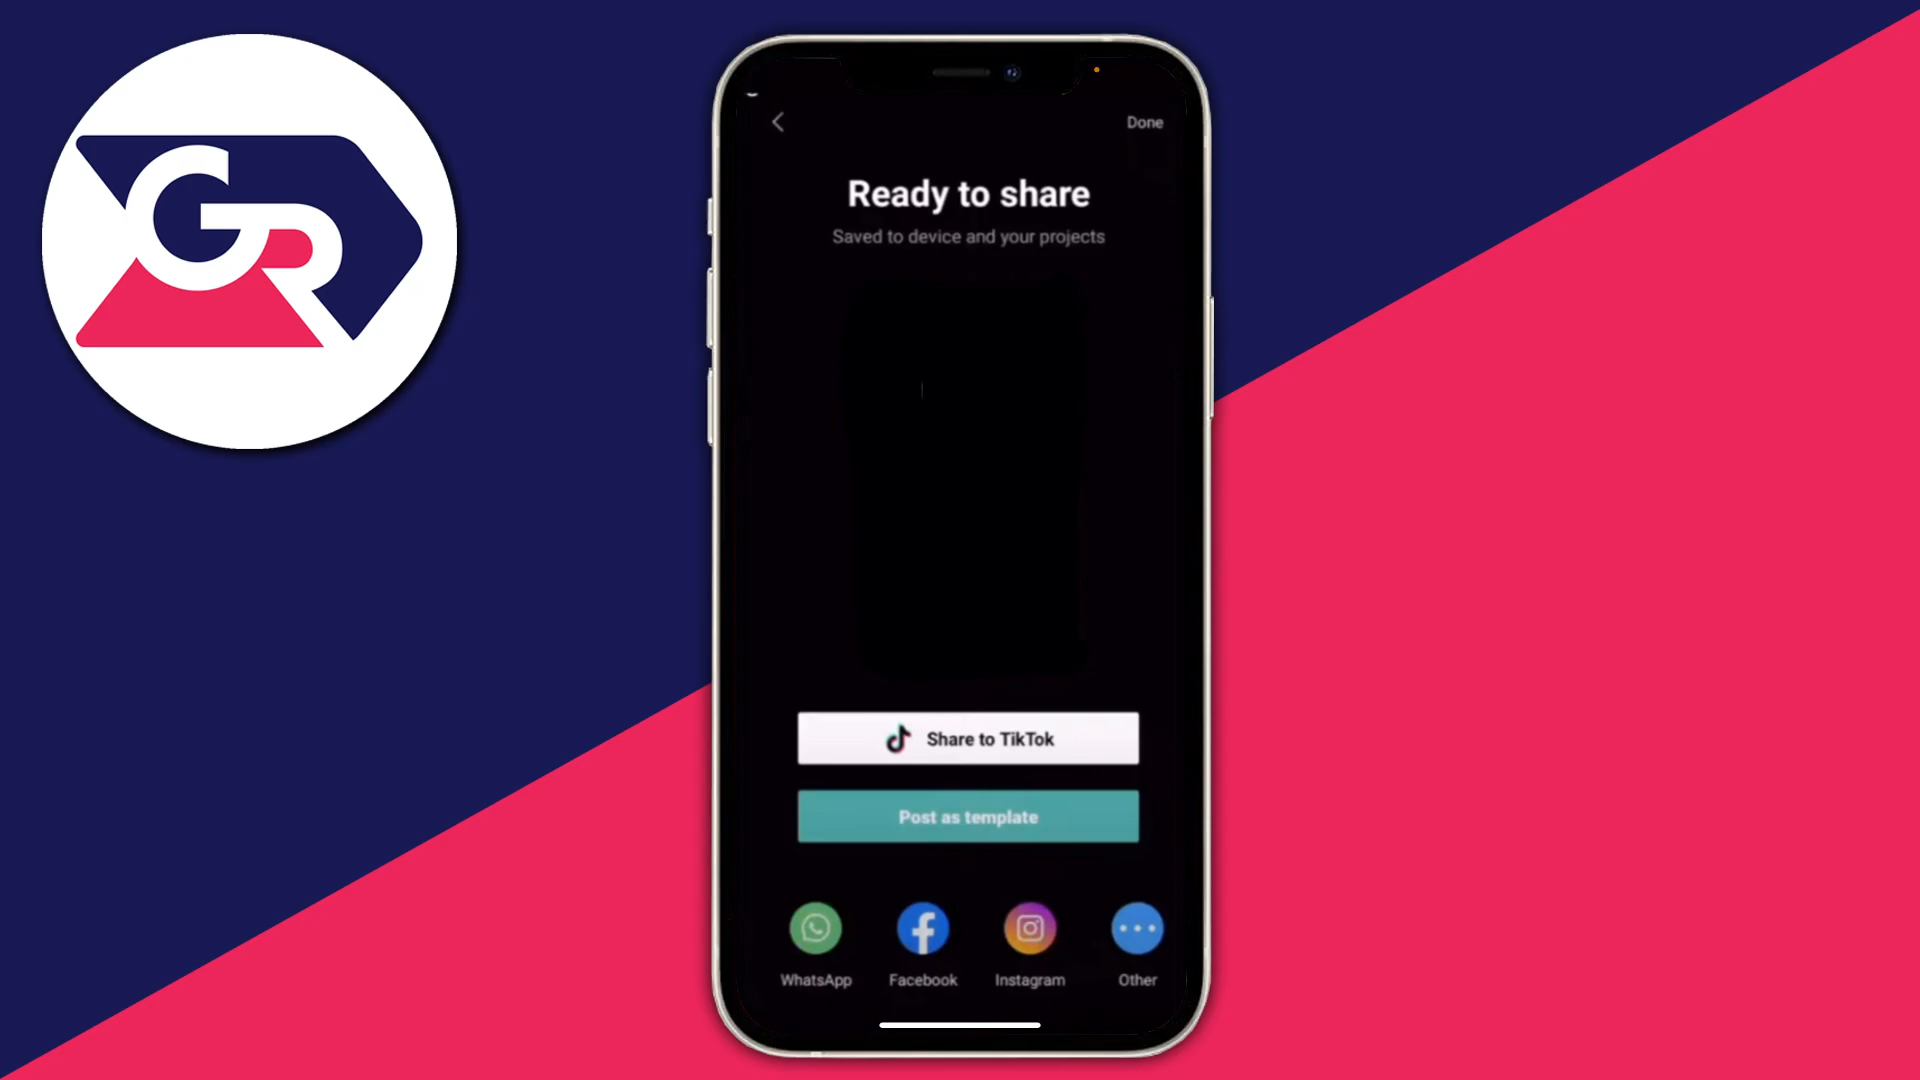 GR
Done
Ready to share
Saved to device and your projects
Share to TikTok
Post as template
WhatsApp
Facebook
Instagram
Other